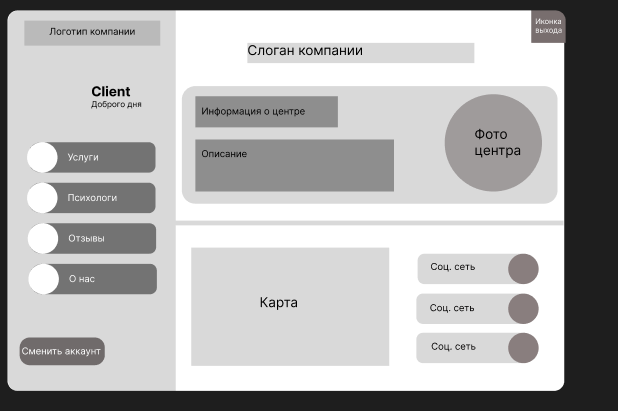 Логотип компании
Client
Доброго дня
Услуги
Психологи
Отзывы
О нас
Сменить аккаунт
Иконка
выхода
Слоган компании
Информация о центре
Описание
Фото
центра
Карта
Соц. сеть
Соц. сеть
Соц. сеть